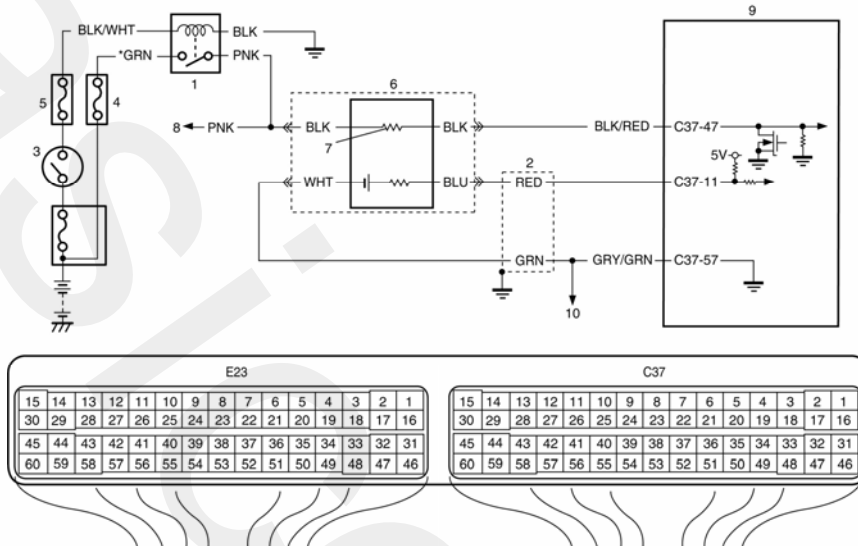 9
BLK/WHT BLK
*GRN PNK
1
6
5 4
8 PNK BLK BLK BLK/RED C37-47
7
3
2
5V
WHT BLU RED C37-11
GRN GRY/GRN C37-57
10
E23 C37
15 14 13 12 11 10 9 8 7 6 5 4 3 2 1 15 14 13 12 11 10 9 8 7 6 5 4 3 2 1
30 29 28 27 26 25 24 23 22 21 20 19 18 17 16 30 29 28 27 26 25 24 23 22 21 20 19 18 17 16
45 44 43 42 41 40 39 38 37 36 35 34 33 32 31 45 44 43 42 41 40 39 38 37 36 35 34 33 32 31
60 59 58 57 56 55 54 53 52 51 50 49 48 47 46 60 59 58 57 56 55 54 53 52 51 50 49 48 47 46